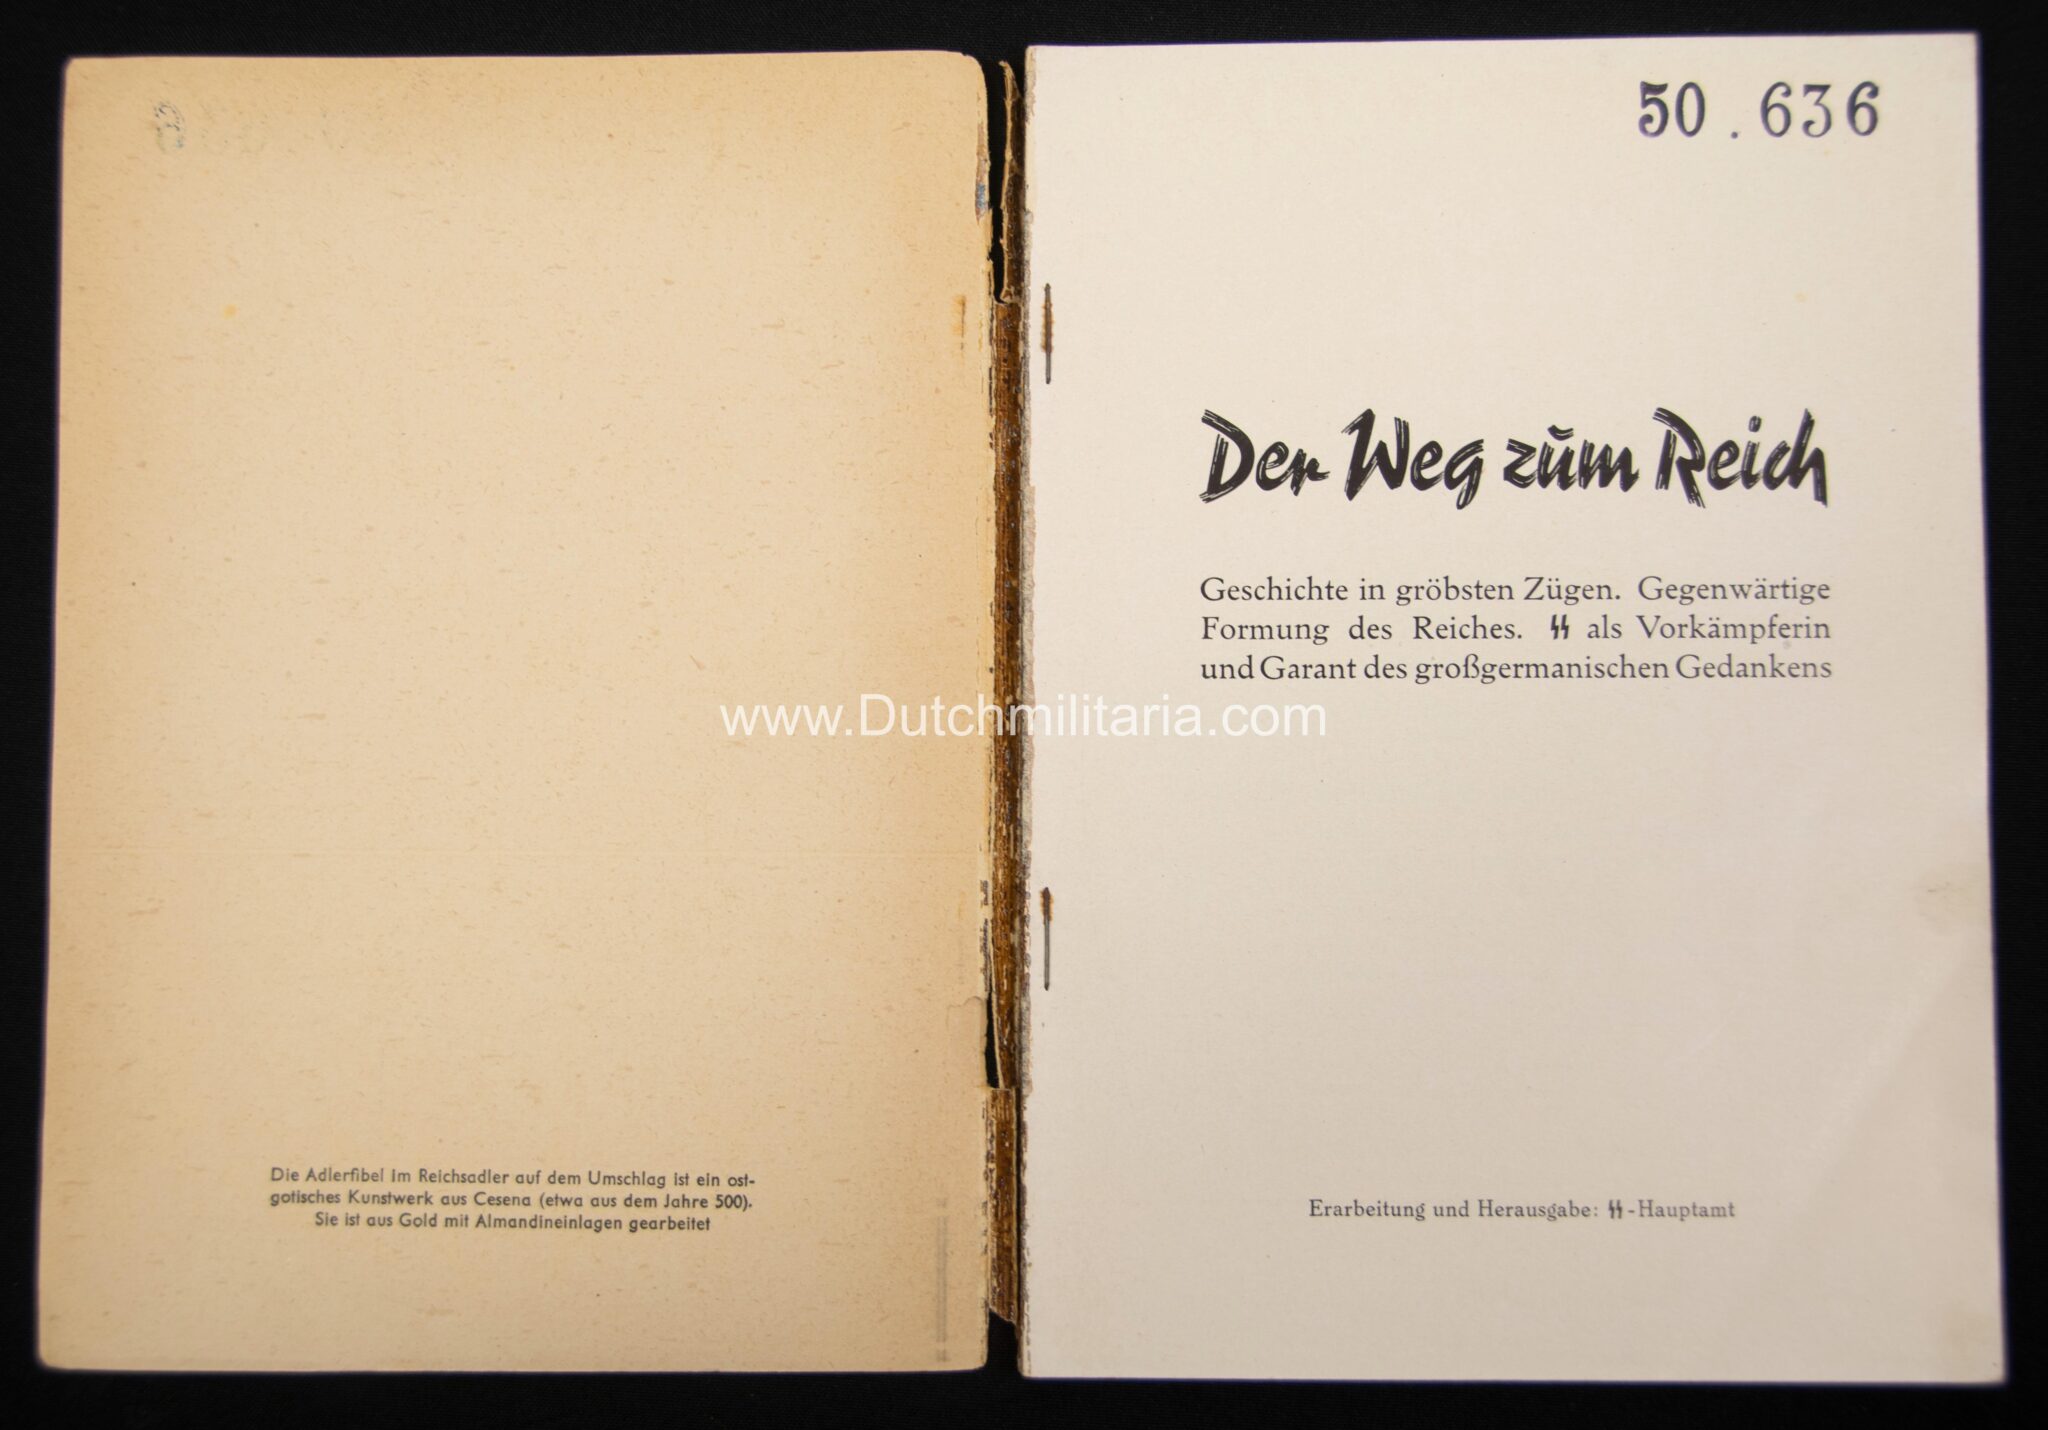 Die Adlerfibel im Reichsadler auf dem Umschlag ist ein ost-
gotisches Kunstwerk aus Cesena (etwa aus dem Jahre 500).
Sie ist aus Gold mit Almandineinlagen gearbeitet
50.636
Der Weg zum Reich
Geschichte in gröbsten Zügen. Gegenwärtige
Formung des Reiches. ᛋᛋ als Vorkämpferin
und Garant des großgermanischen Gedankens
www.Dutchmilitaria.com
Erarbeitung und Herausgabe: ᛋᛋ-Hauptamt